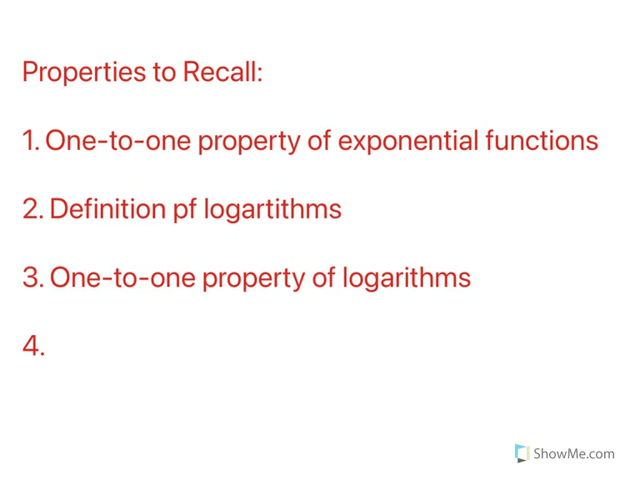 Properties to Recall:
1. One-to-one property of exponential functions
2. Definition pf logartithms
3. One-to-one property of logarithms
4.
ShowMe.com